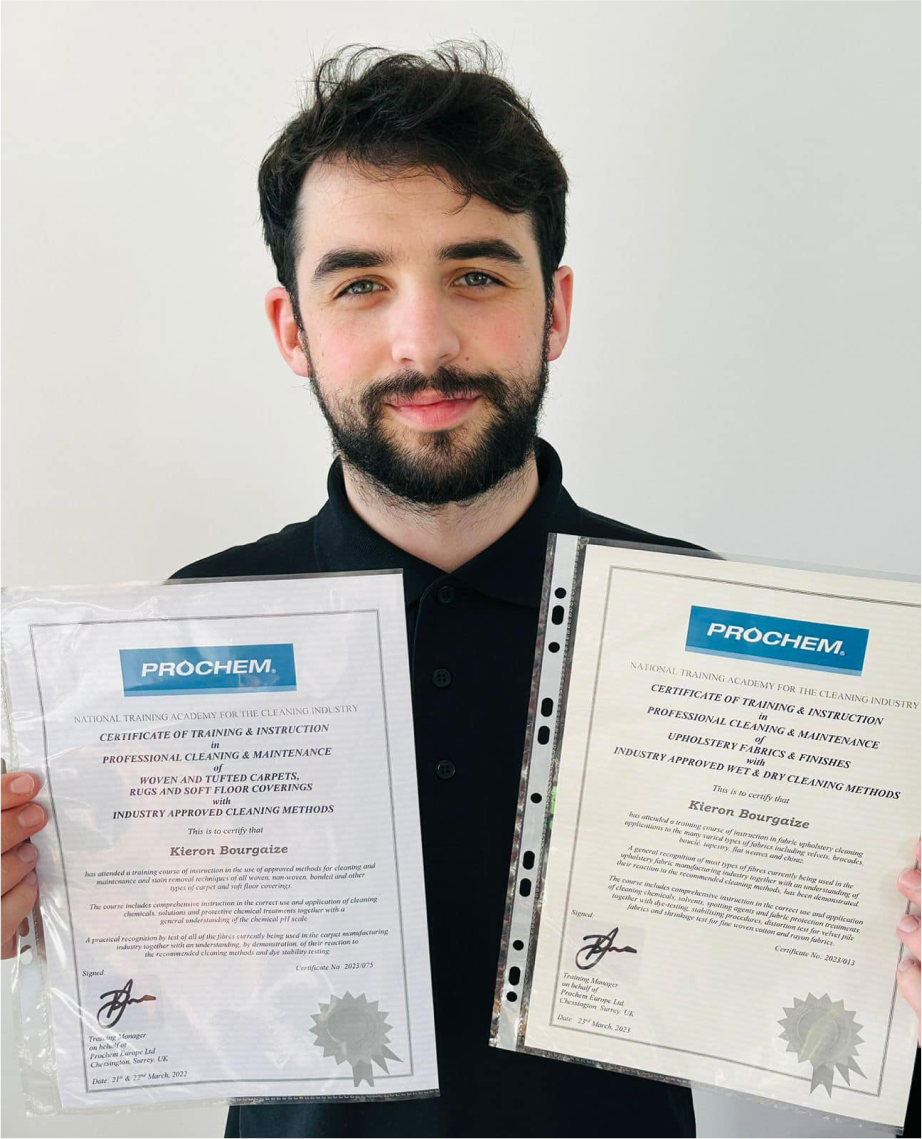 PROCHEM®
NATIONAL TRAINING ACADEMY FOR THE CLEANING INDUSTRY
CERTIFICATE OF TRAINING & INSTRUCTION
in
PROFESSIONAL CLEANING & MAINTENANCE
of
WOVEN AND TUFTED CARPETS,
RUGS AND SOFT FLOOR COVERINGS
with
INDUSTRY APPROVED CLEANING METHODS
This is to certify that
Kieron Bourgaize
has attended a training course of instruction in the use of approved methods for cleaning and
maintenance and stain removal techniques of all woven, non-woven, bonded and other
types of carpet and soft floor coverings.
The course includes comprehensive instruction in the correct use and application of cleaning
chemicals, solutions and protective chemical treatments together with a
general understanding of the chemical pH scale
A practical recognition by test of all of the fibres currently being used in the carpet manufacturing
industry together with an understanding, by demonstration, of their reaction to
the recommended cleaning methods and dye stability testing.
Signed
Certificate No. 2023/075
Training Manager
on behalf of
Prochem Europe Ltd
Chessington, Surrey. UK
Date: 21st & 22nd March, 2022
PROCHEM®
NATIONAL TRAINING ACADEMY FOR THE CLEANING INDUSTRY
CERTIFICATE OF TRAINING & INSTRUCTION
in
PROFESSIONAL CLEANING & MAINTENANCE
of
UPHOLSTERY FABRICS & FINISHES
with
INDUSTRY APPROVED WET & DRY CLEANING METHODS
This is to certify that
Kieron Bourgaize
has attended a training course of instruction in fabric upholstery cleaning
applications to the many varied types of fabrics including velvets, brocades,
bouclé, tapestry, flat weaves and chintz.
A general recognition of most types of fibres currently being used in the
upholstery fabric manufacturing industry together with an understanding of
their reaction to the recommended cleaning methods, has been demonstrated
The course includes comprehensive instruction in the correct use and application
of cleaning chemicals, solvents, spotting agents and fabric protection treatments,
together with dye-testing, stabilising procedures, distortion test for velvet pile
fabrics and shrinkage test for fine woven cotton and rayon fabrics.
Signed
Certificate No. 2023/013
Training Manager
on behalf of
Prochem Europe Ltd
Chessington, Surrey. UK
Date: 23rd March, 2023